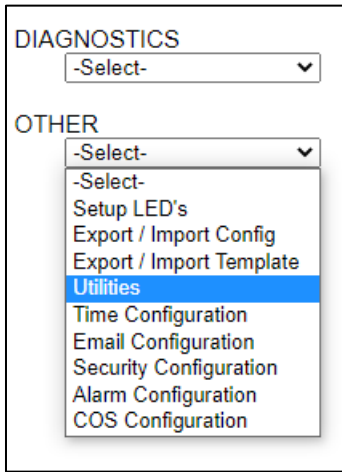 DIAGNOSTICS
-Select-
OTHER
-Select-
-Select-
Setup LED's
Export / Import Config
Export / Import Template
Utilities
Time Configuration
Email Configuration
Security Configuration
Alarm Configuration
COS Configuration